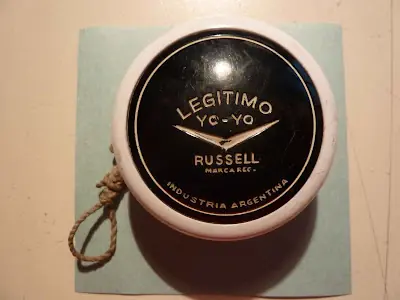 LEGITIMO
YO-YO
RUSSELL
MARCA REG.
INDUSTRIA ARGENTINA